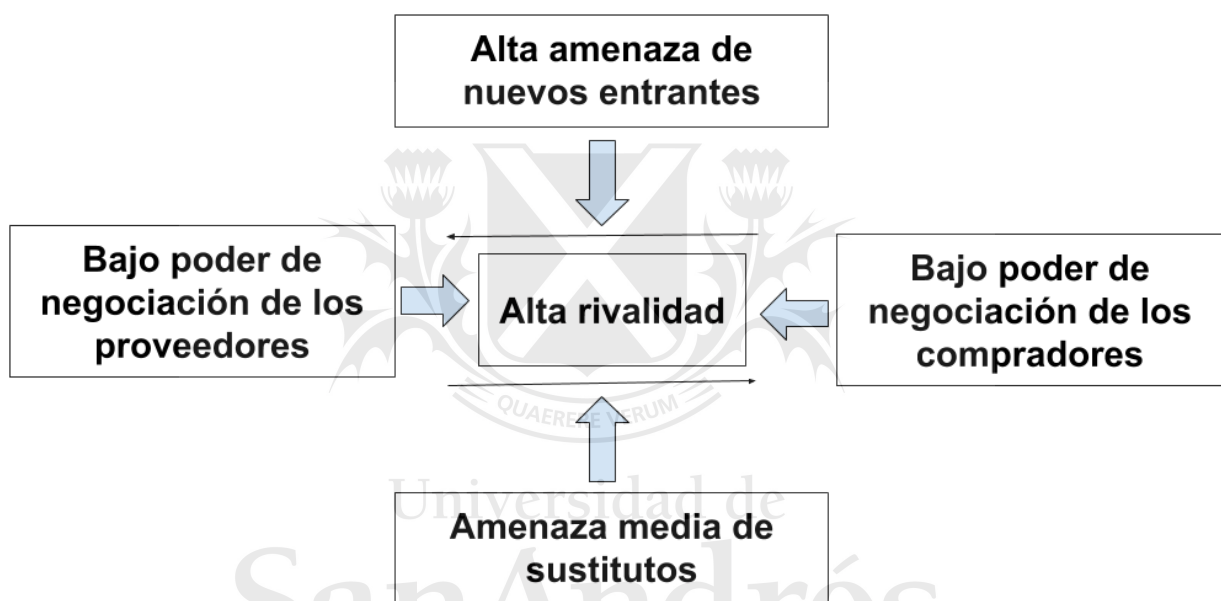 Alta amenaza de
nuevos entrantes
Bajo poder de
negociación de los
proveedores
Alta rivalidad
Bajo poder de
negociación de los
compradores
QUAERERE VERUM
Universidad de
Amenaza media de
sustitutos
SanAndrés